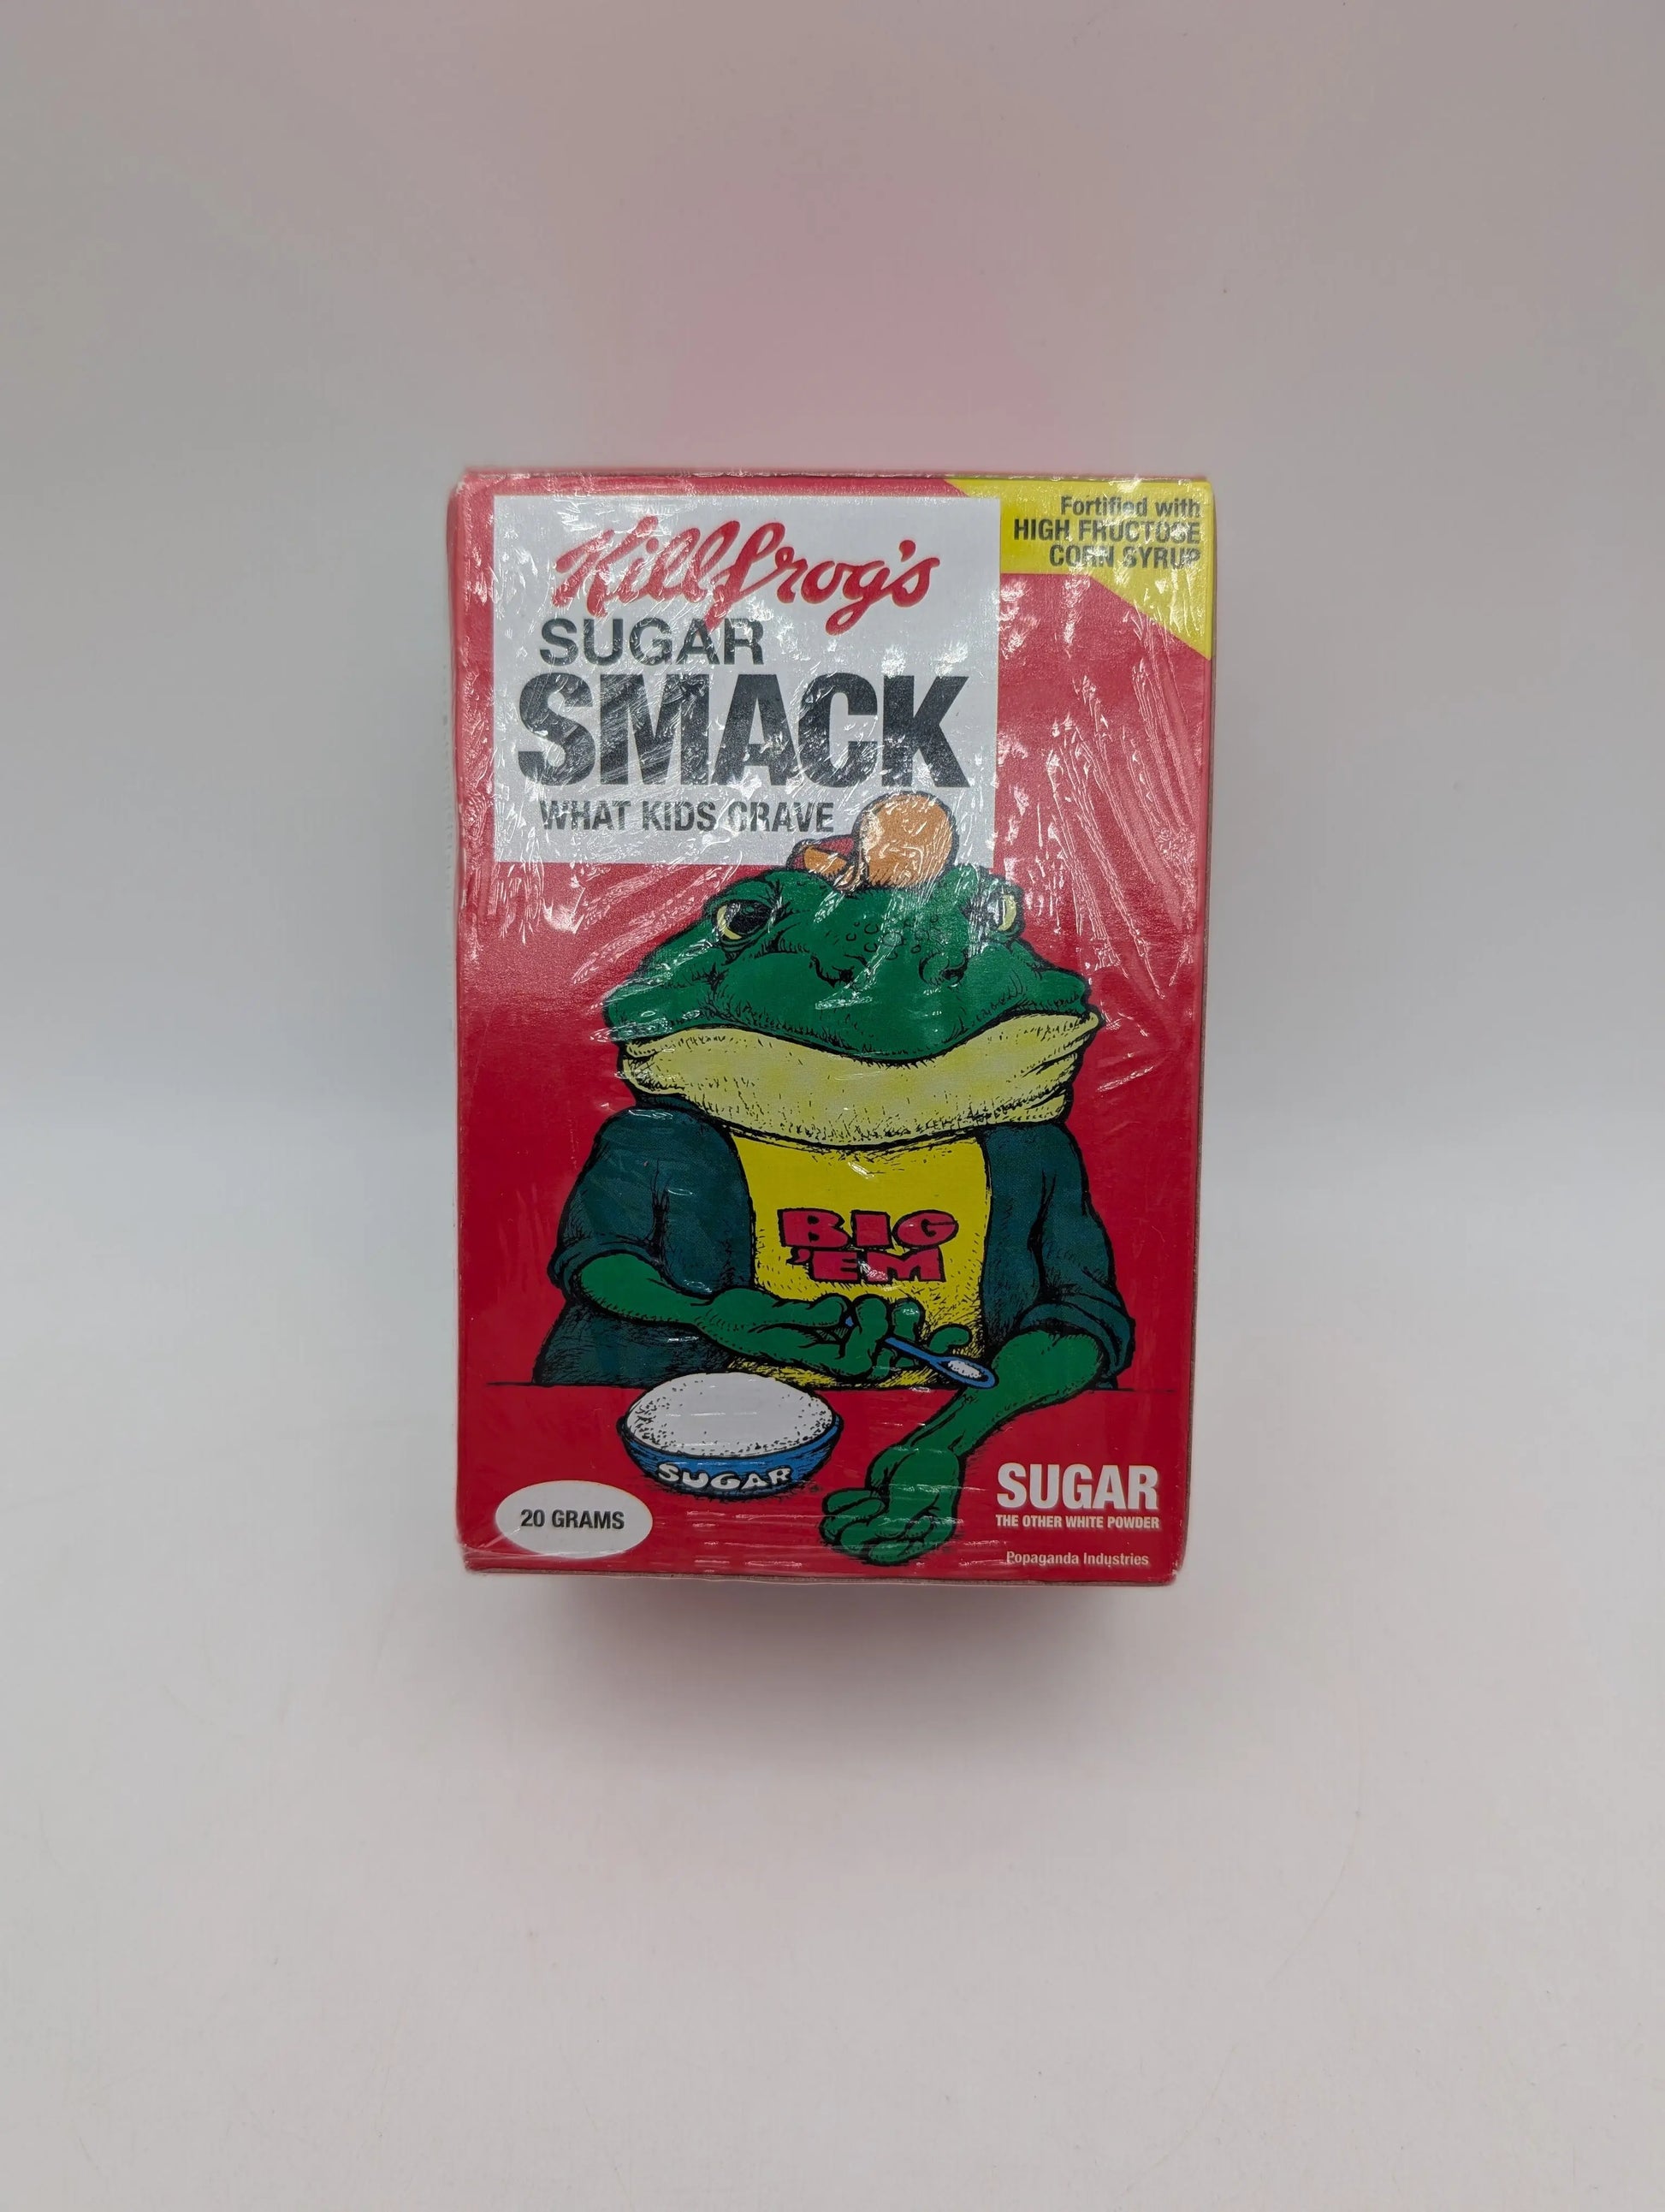 Killfrog's
SUGAR
SMACK
WHAT KIDS CRAVE
Fortified with
HIGH FRUCTOSE
CORN SYRUP
BIG
'EM
SUGAR
20 GRAMS
SUGAR
THE OTHER WHITE POWDER
Popaganda Industries